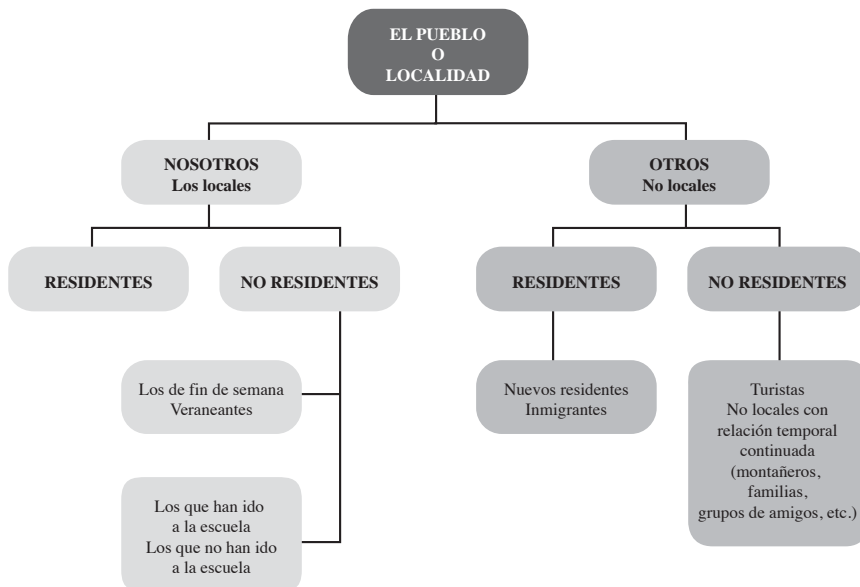 EL PUEBLO
O
LOCALIDAD
NOSOTROS
Los locales
OTROS
No locales
RESIDENTES
NO RESIDENTES
RESIDENTES
NO RESIDENTES
Los de fin de semana
Veraneantes
Nuevos residentes
Inmigrantes
Turistas
No locales con
relación temporal
continuada
(montañeros,
familias,
grupos de amigos, etc.)
Los que han ido
a la escuela
Los que no han ido
a la escuela